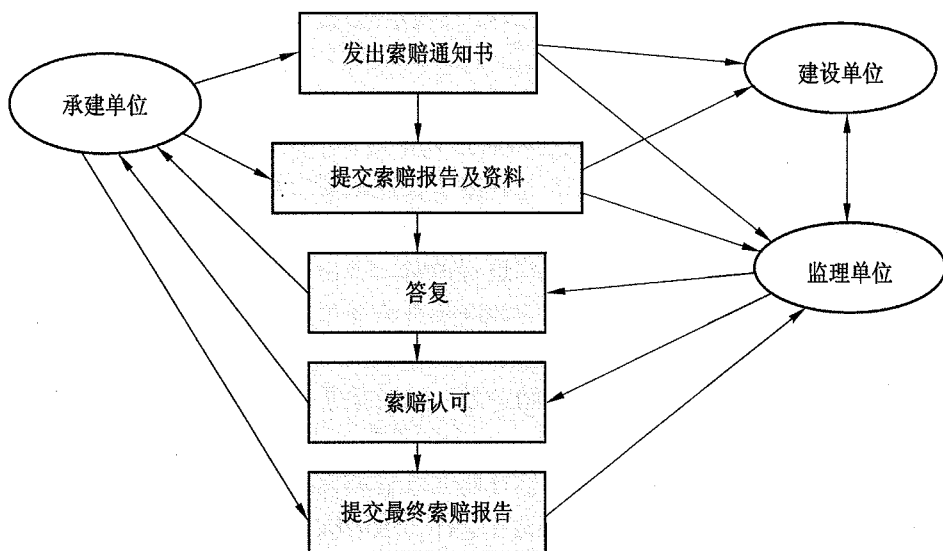 发出索赔通知书
建设单位
承建单位
提交索赔报告及资料
答复
监理单位
索赔认可
提交最终索赔报告